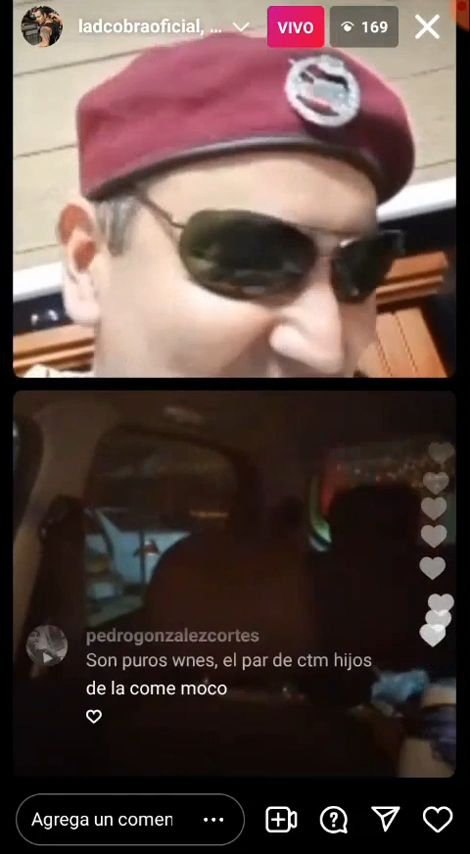 ladcobraoficial, ...
VIVO
169
pedrogonzalezcortes
Son puros wnes, el par de ctm hijos
de la come moco
Agrega un comen